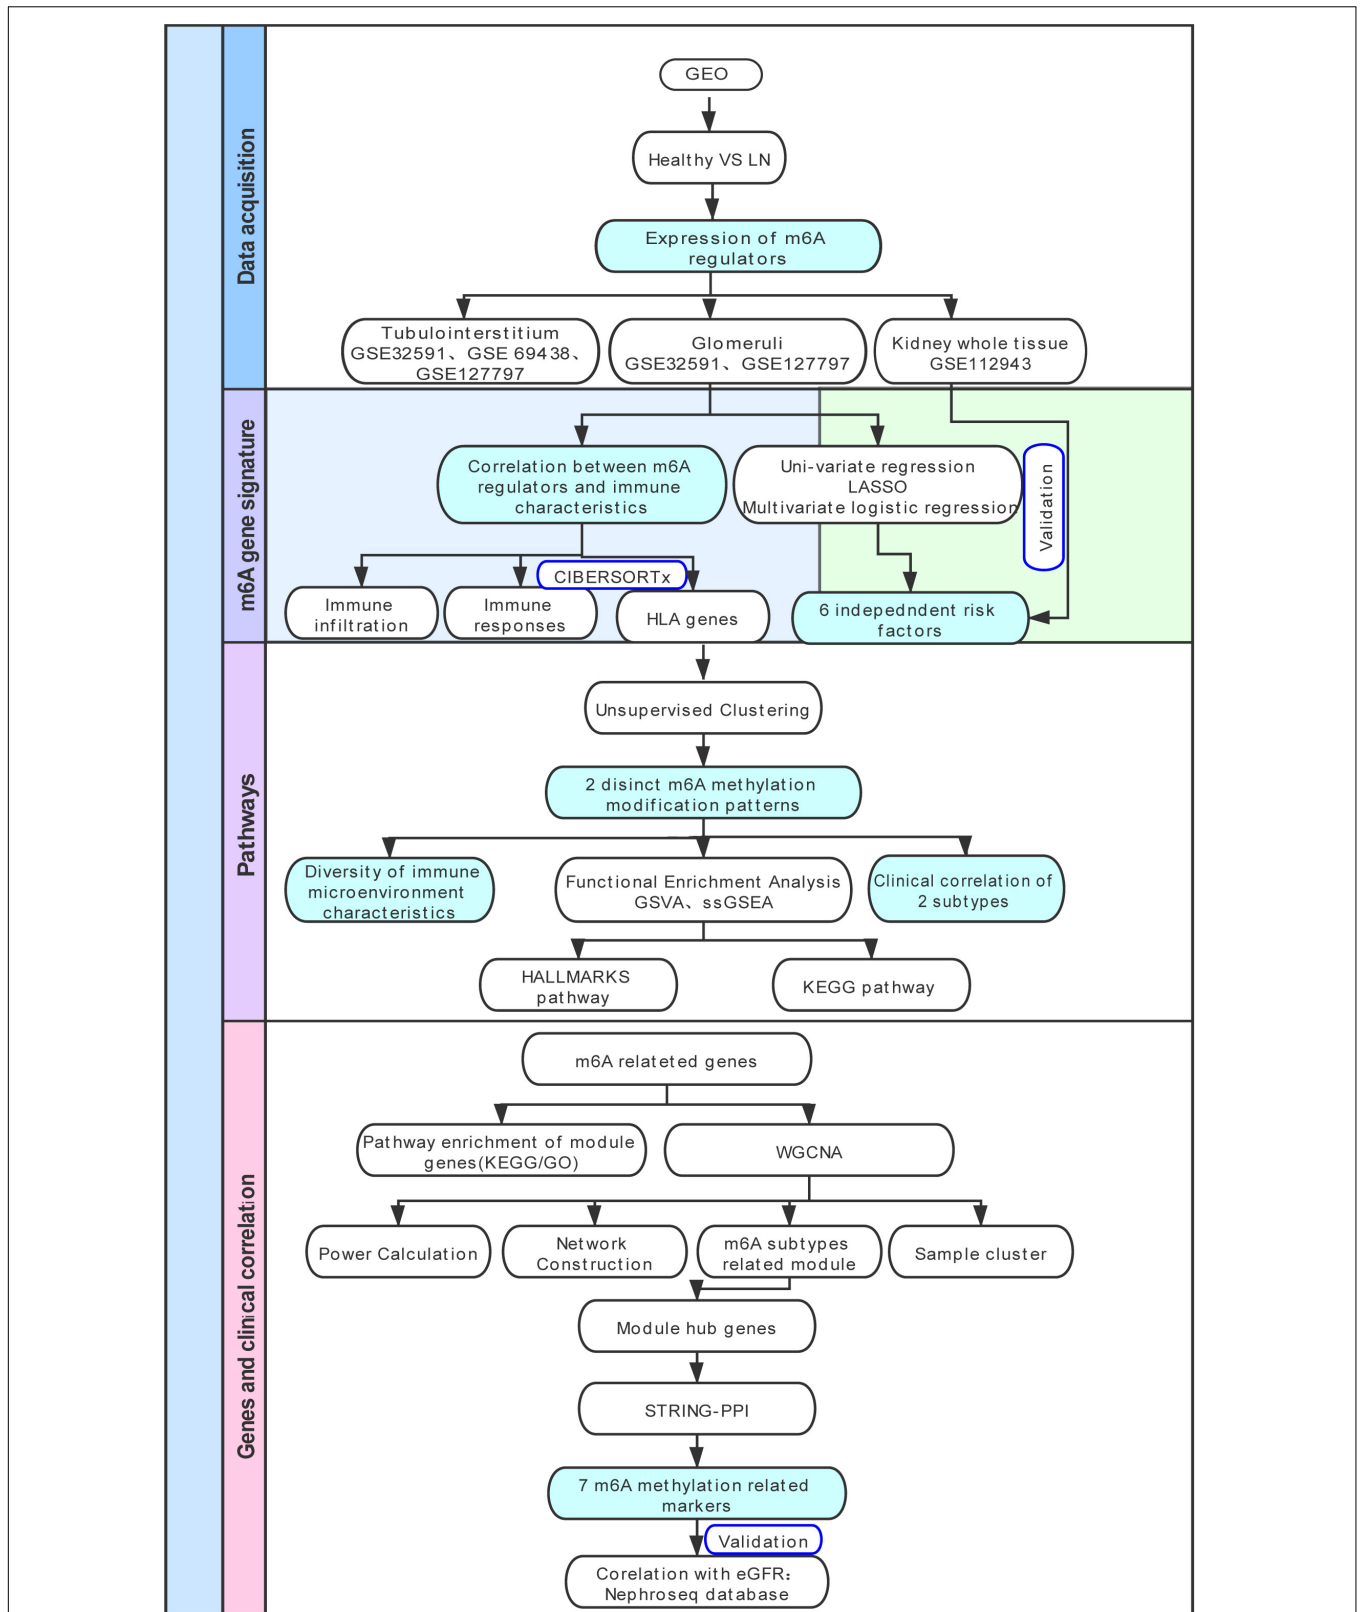 Data acquisition
GEO
Healthy VS LN
Expression of m6A
regulators
Tubulointerstitium
GSE32591、GSE 69438、
GSE127797
Glomeruli
GSE32591、GSE127797
Kidney whole tissue
GSE112943
m6A gene signature
Correlation between m6A
regulators and immune
characteristics
Uni-variate regression
LASSO
Multivariate logistic regression
Validation
CIBERSORTx
Immune
infiltration
Immune
responses
HLA genes
6 indepedndent risk
factors
Pathways
Unsupervised Clustering
2 disinct m6A methylation
modification patterns
Diversity of immune
microenvironment
characteristics
Functional Enrichment Analysis
GSVA、ssGSEA
Clinical correlation of
2 subtypes
HALLMARKS
pathway
KEGG pathway
Genes and clinical correlation
m6A relateted genes
Pathway enrichment of module
genes(KEGG/GO)
WGCNA
Power Calculation
Network
Construction
m6A subtypes
related module
Sample cluster
Module hub genes
STRING-PPI
7 m6A methylation related
markers
Validation
Corelation with eGFR：
Nephroseq database